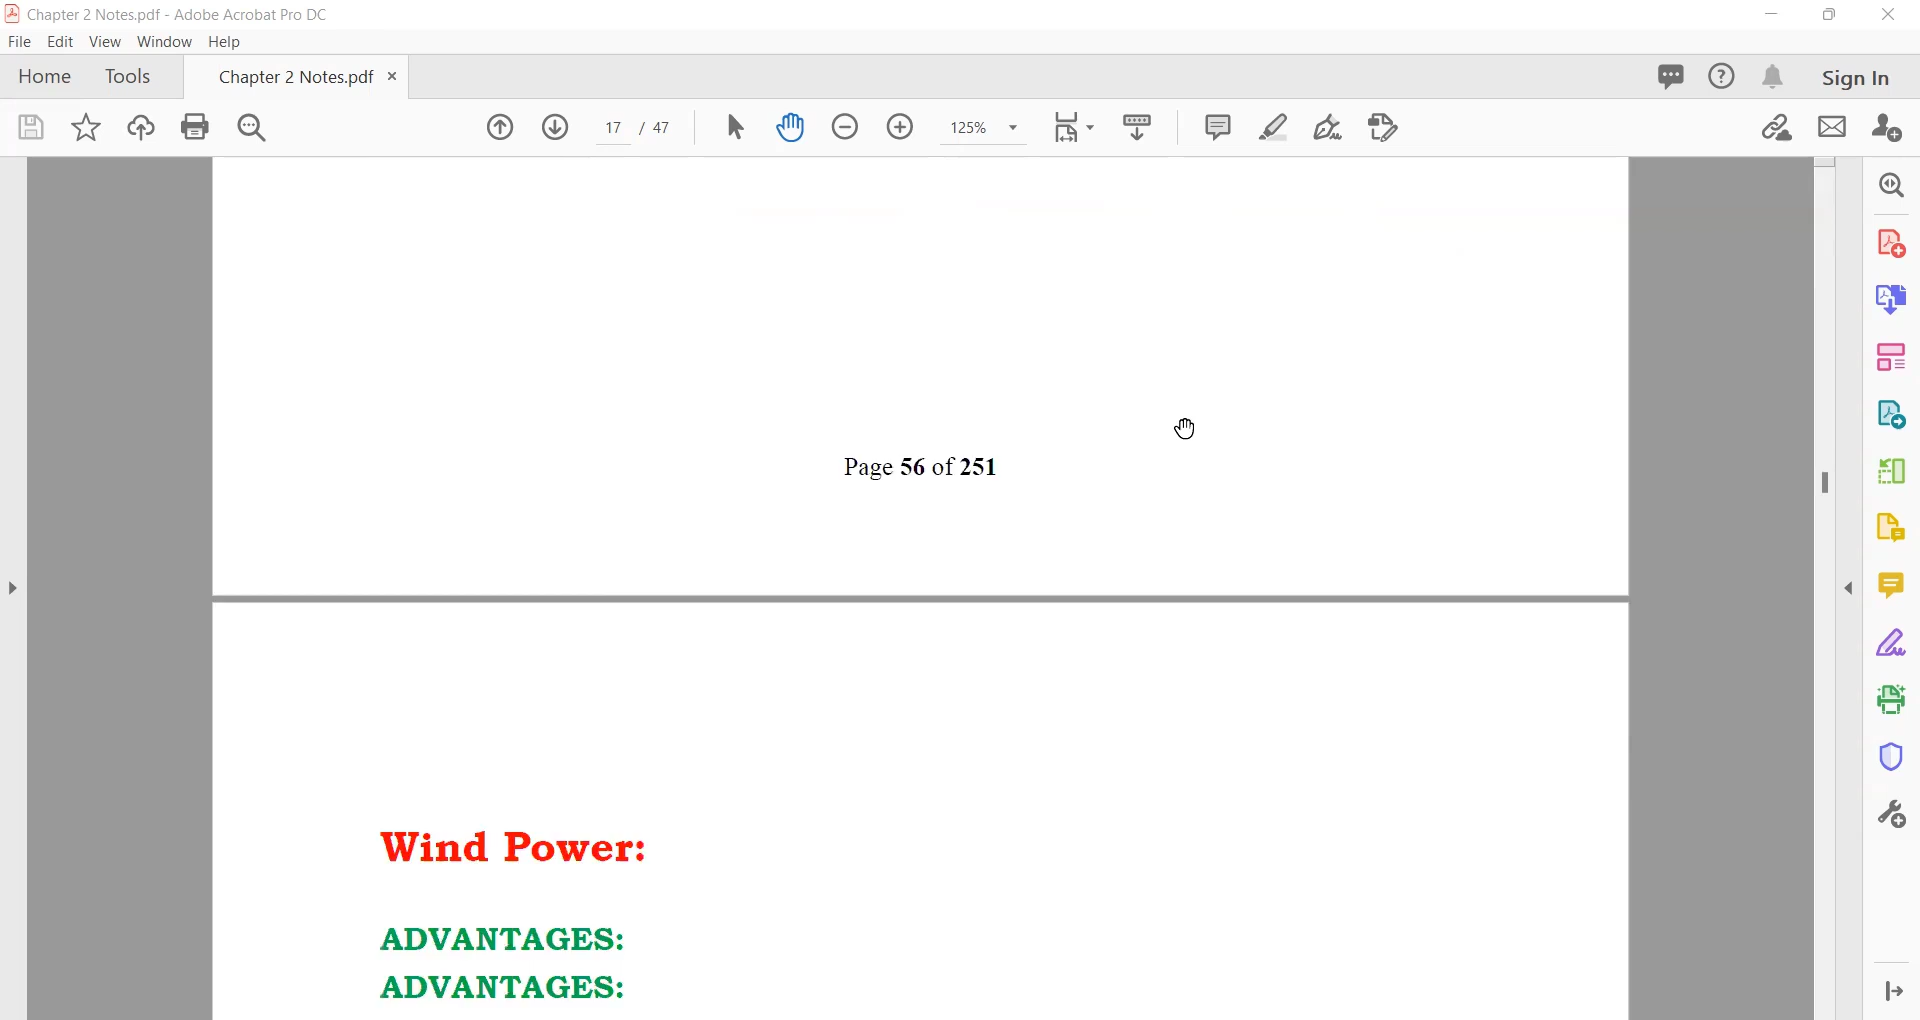 Chapter 2 Notes.pdf - Adobe Acrobat Pro DC
File Edit View Window Help
Home Tools Chapter 2 Notes.pdf × Sign In
17 / 47 125%
Page 56 of 251
Wind Power:
ADVANTAGES:
ADVANTAGES: